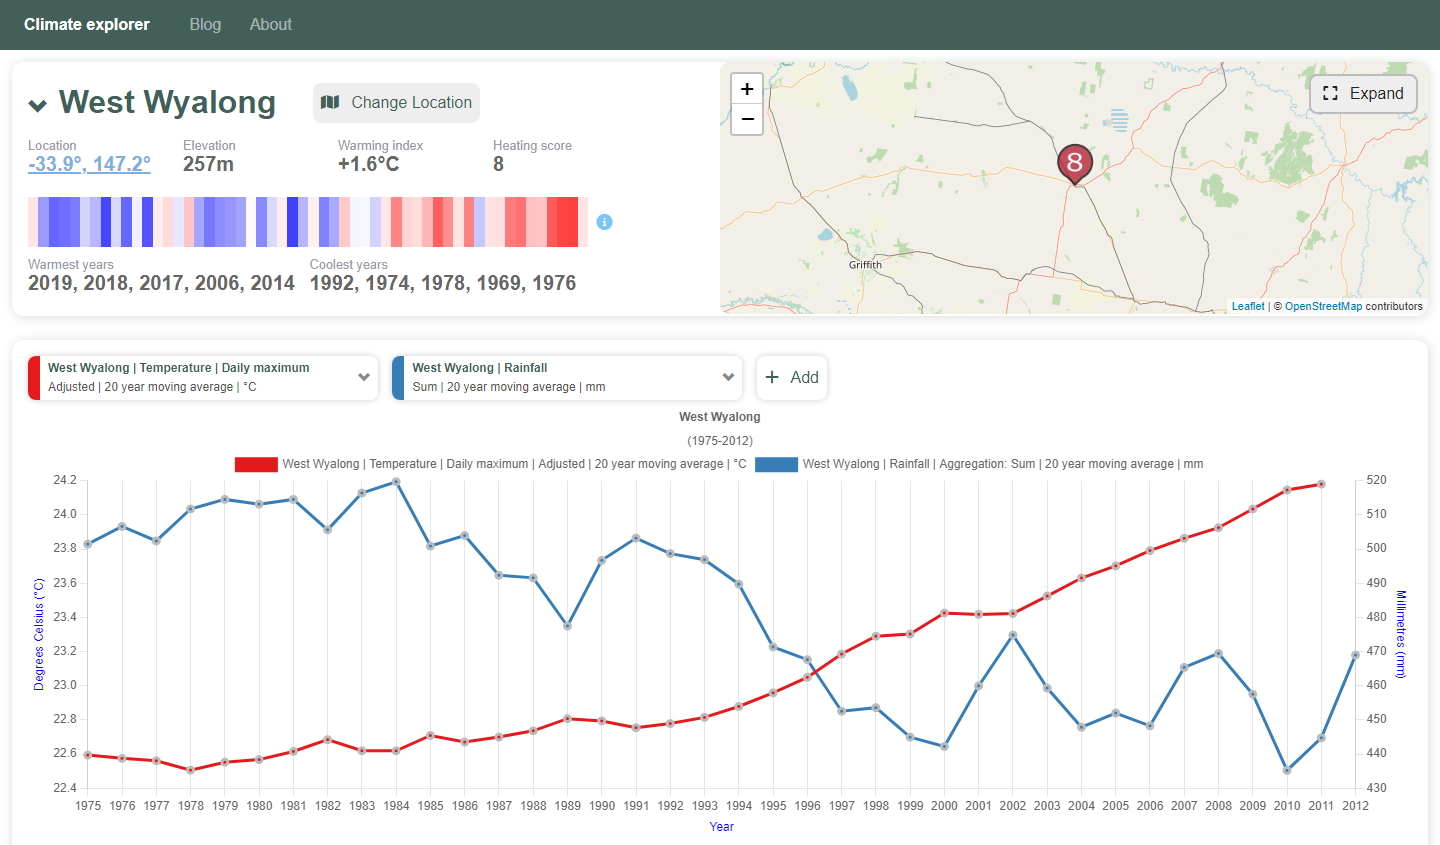 Climate explorer Blog About
West Wyalong
Change Location
Location Elevation Warming index Heating score
-33.9°, 147.2° 257m +1.6°C 8
Warmest years Coolest years
2019, 2018, 2017, 2006, 2014 1992, 1974, 1978, 1969, 1976
+
−
Expand
8
Griffith
Leaflet | © OpenStreetMap contributors
West Wyalong | Temperature | Daily maximum
Adjusted | 20 year moving average | °C
West Wyalong | Rainfall
Sum | 20 year moving average | mm
+ Add
West Wyalong
(1975-2012)
West Wyalong | Temperature | Daily maximum | Adjusted | 20 year moving average | °C
West Wyalong | Rainfall | Aggregation: Sum | 20 year moving average | mm
Degrees Celsius (°C)
24.2
24.0
23.8
23.6
23.4
23.2
23.0
22.8
22.6
22.4
520
510
500
490
480
470
460
450
440
430
Millimetres (mm)
1975 1976 1977 1978 1979 1980 1981 1982 1983 1984 1985 1986 1987 1988 1989 1990 1991 1992 1993 1994 1995 1996 1997 1998 1999 2000 2001 2002 2003 2004 2005 2006 2007 2008 2009 2010 2011 2012
Year